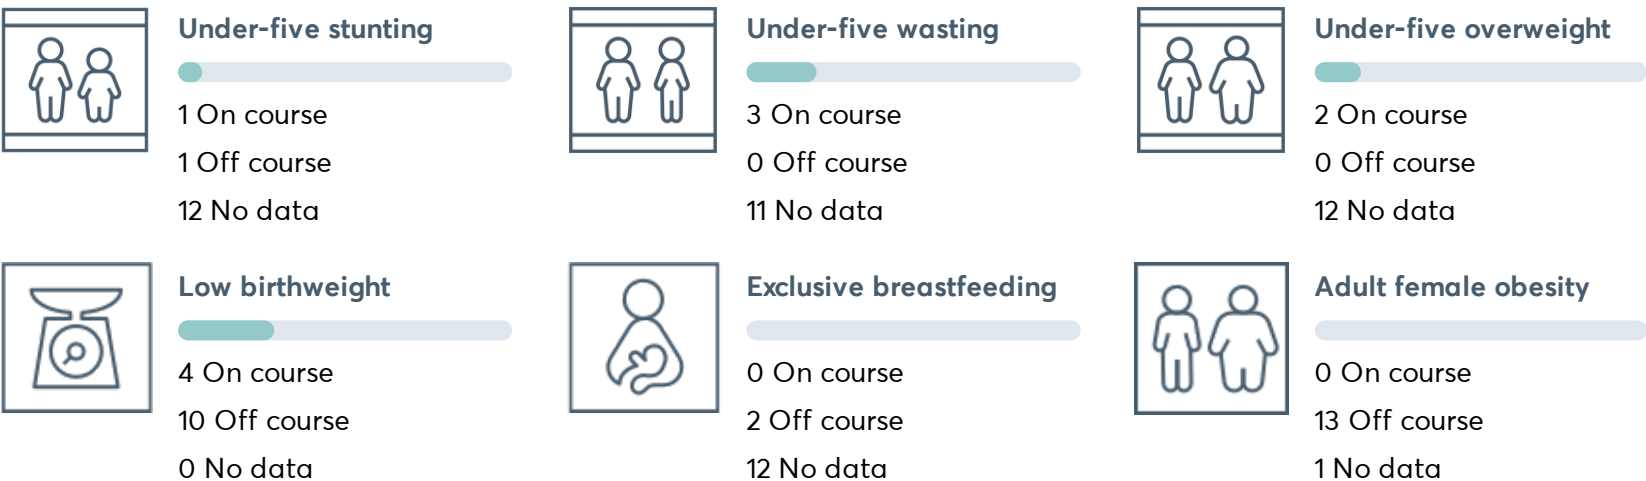 Under-five stunting
1 On course
1 Off course
12 No data
Under-five wasting
3 On course
0 Off course
11 No data
Under-five overweight
2 On course
0 Off course
12 No data
Low birthweight
4 On course
10 Off course
0 No data
Exclusive breastfeeding
0 On course
2 Off course
12 No data
Adult female obesity
0 On course
13 Off course
1 No data